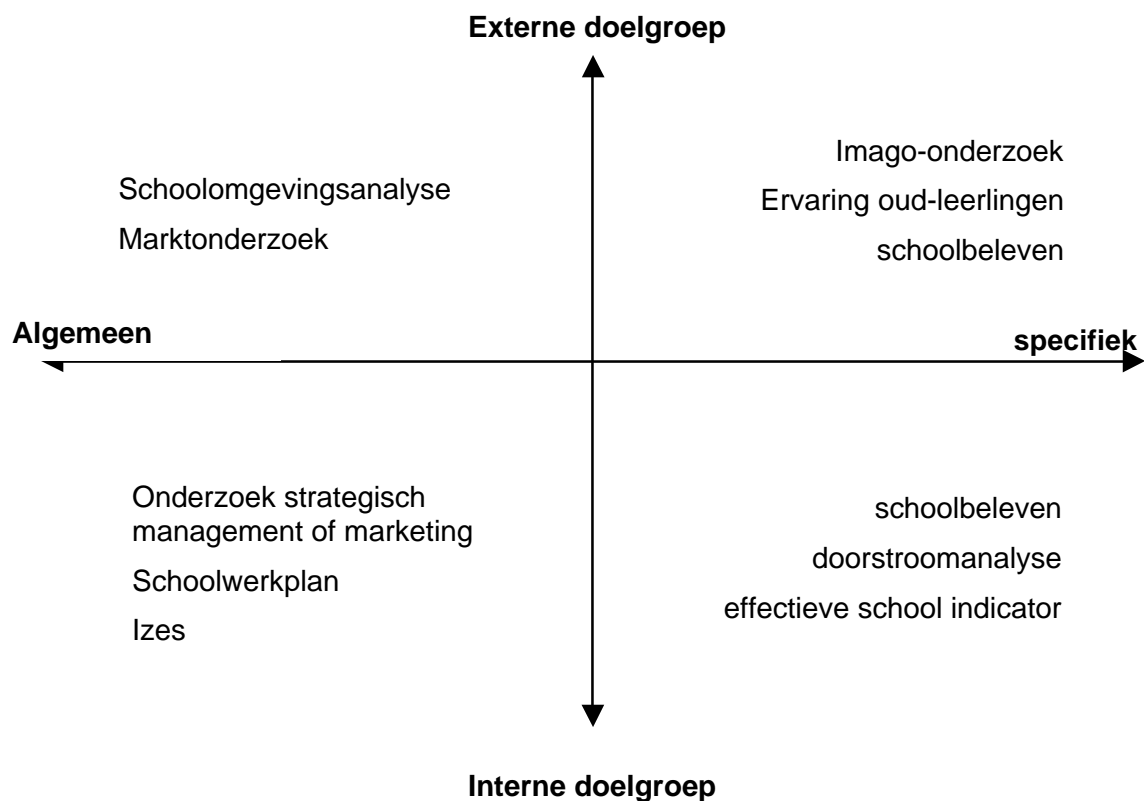 Externe doelgroep
Schoolomgevingsanalyse
Marktonderzoek
Imago-onderzoek
Ervaring oud-leerlingen
schoolbeleven
Algemeen
specifiek
Onderzoek strategisch
management of marketing
Schoolwerkplan
Izes
schoolbeleven
doorstroomanalyse
effectieve school indicator
Interne doelgroep